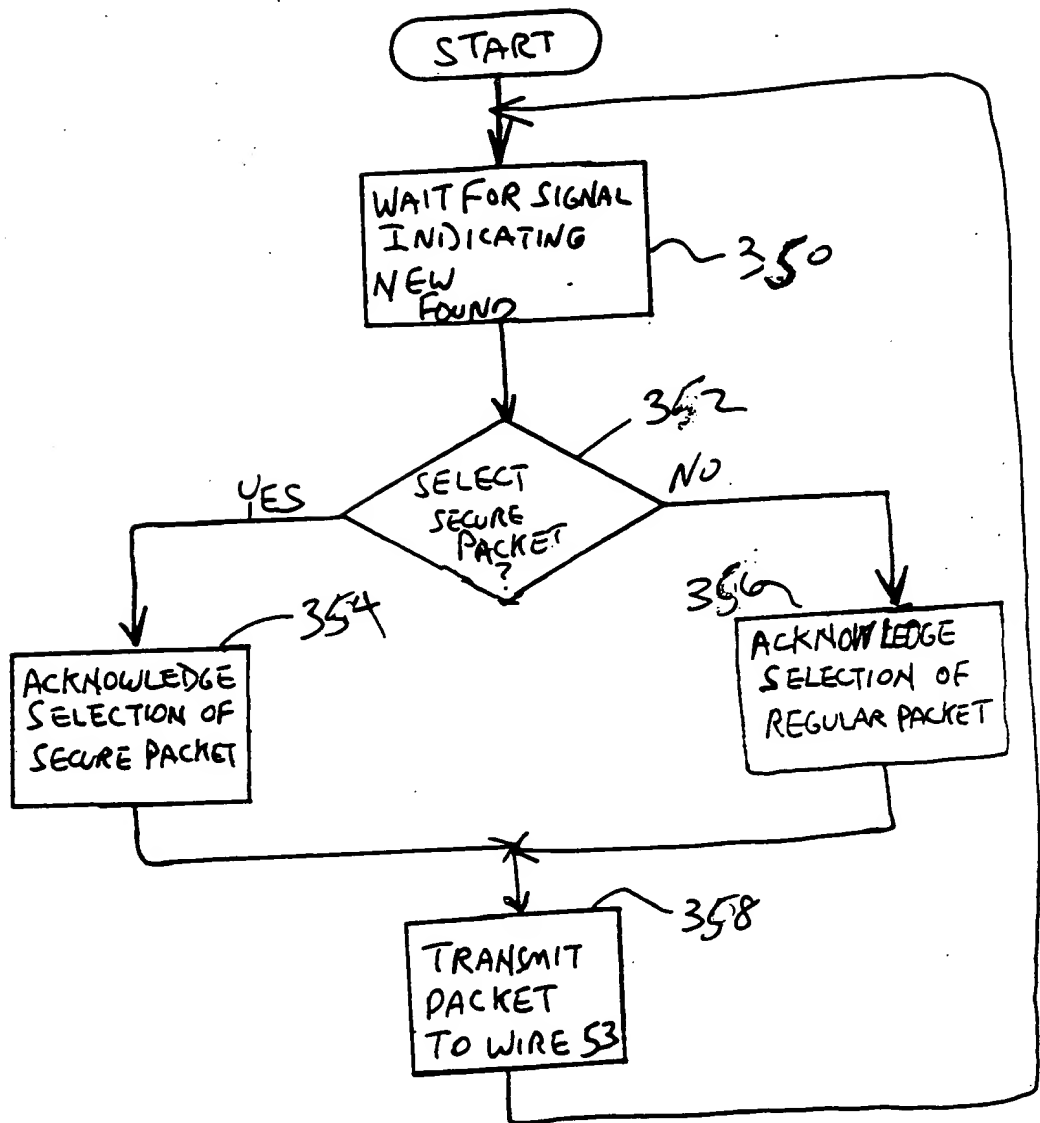 START
WAIT FOR SIGNAL
INDICATING
NEW
FOUND
350
352
SELECT
SECURE
PACKET
?
YES
NO
354
356
ACKNOWLEDGE
SELECTION OF
SECURE PACKET
ACKNOWLEDGE
SELECTION OF
REGULAR PACKET
358
TRANSMIT
PACKET
TO WIRE 53